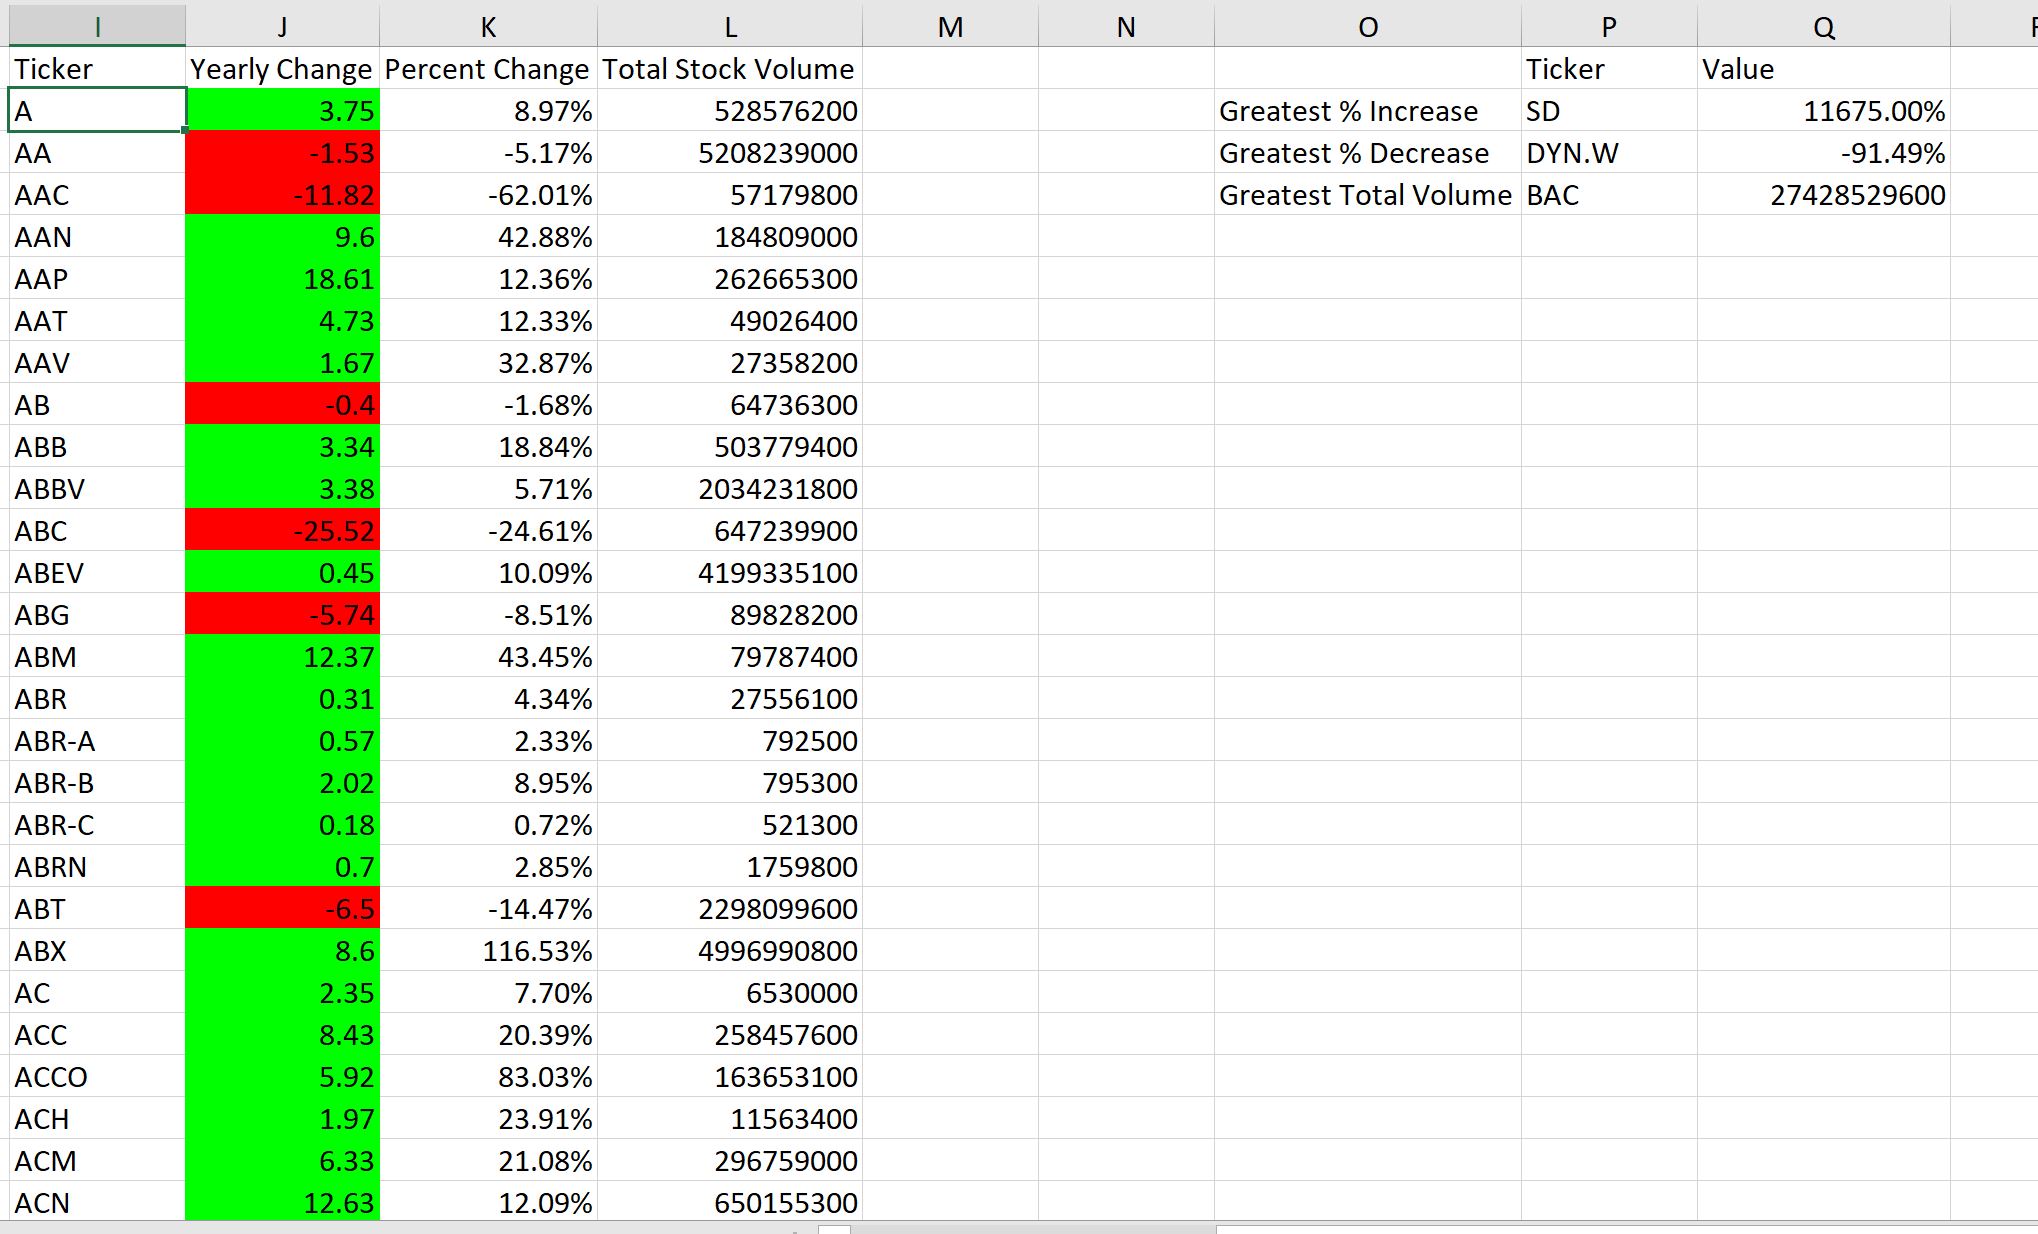 I J K L M N O P Q
Ticker Yearly Change Percent Change Total Stock Volume Ticker Value
A 3.75 8.97% 528576200 Greatest % Increase SD 11675.00%
AA -1.53 -5.17% 5208239000 Greatest % Decrease DYN.W -91.49%
AAC -11.82 -62.01% 57179800 Greatest Total Volume BAC 27428529600
AAN 9.6 42.88% 184809000
AAP 18.61 12.36% 262665300
AAT 4.73 12.33% 49026400
AAV 1.67 32.87% 27358200
AB -0.4 -1.68% 64736300
ABB 3.34 18.84% 503779400
ABBV 3.38 5.71% 2034231800
ABC -25.52 -24.61% 647239900
ABEV 0.45 10.09% 4199335100
ABG -5.74 -8.51% 89828200
ABM 12.37 43.45% 79787400
ABR 0.31 4.34% 27556100
ABR-A 0.57 2.33% 792500
ABR-B 2.02 8.95% 795300
ABR-C 0.18 0.72% 521300
ABRN 0.7 2.85% 1759800
ABT -6.5 -14.47% 2298099600
ABX 8.6 116.53% 4996990800
AC 2.35 7.70% 6530000
ACC 8.43 20.39% 258457600
ACCO 5.92 83.03% 163653100
ACH 1.97 23.91% 11563400
ACM 6.33 21.08% 296759000
ACN 12.63 12.09% 650155300